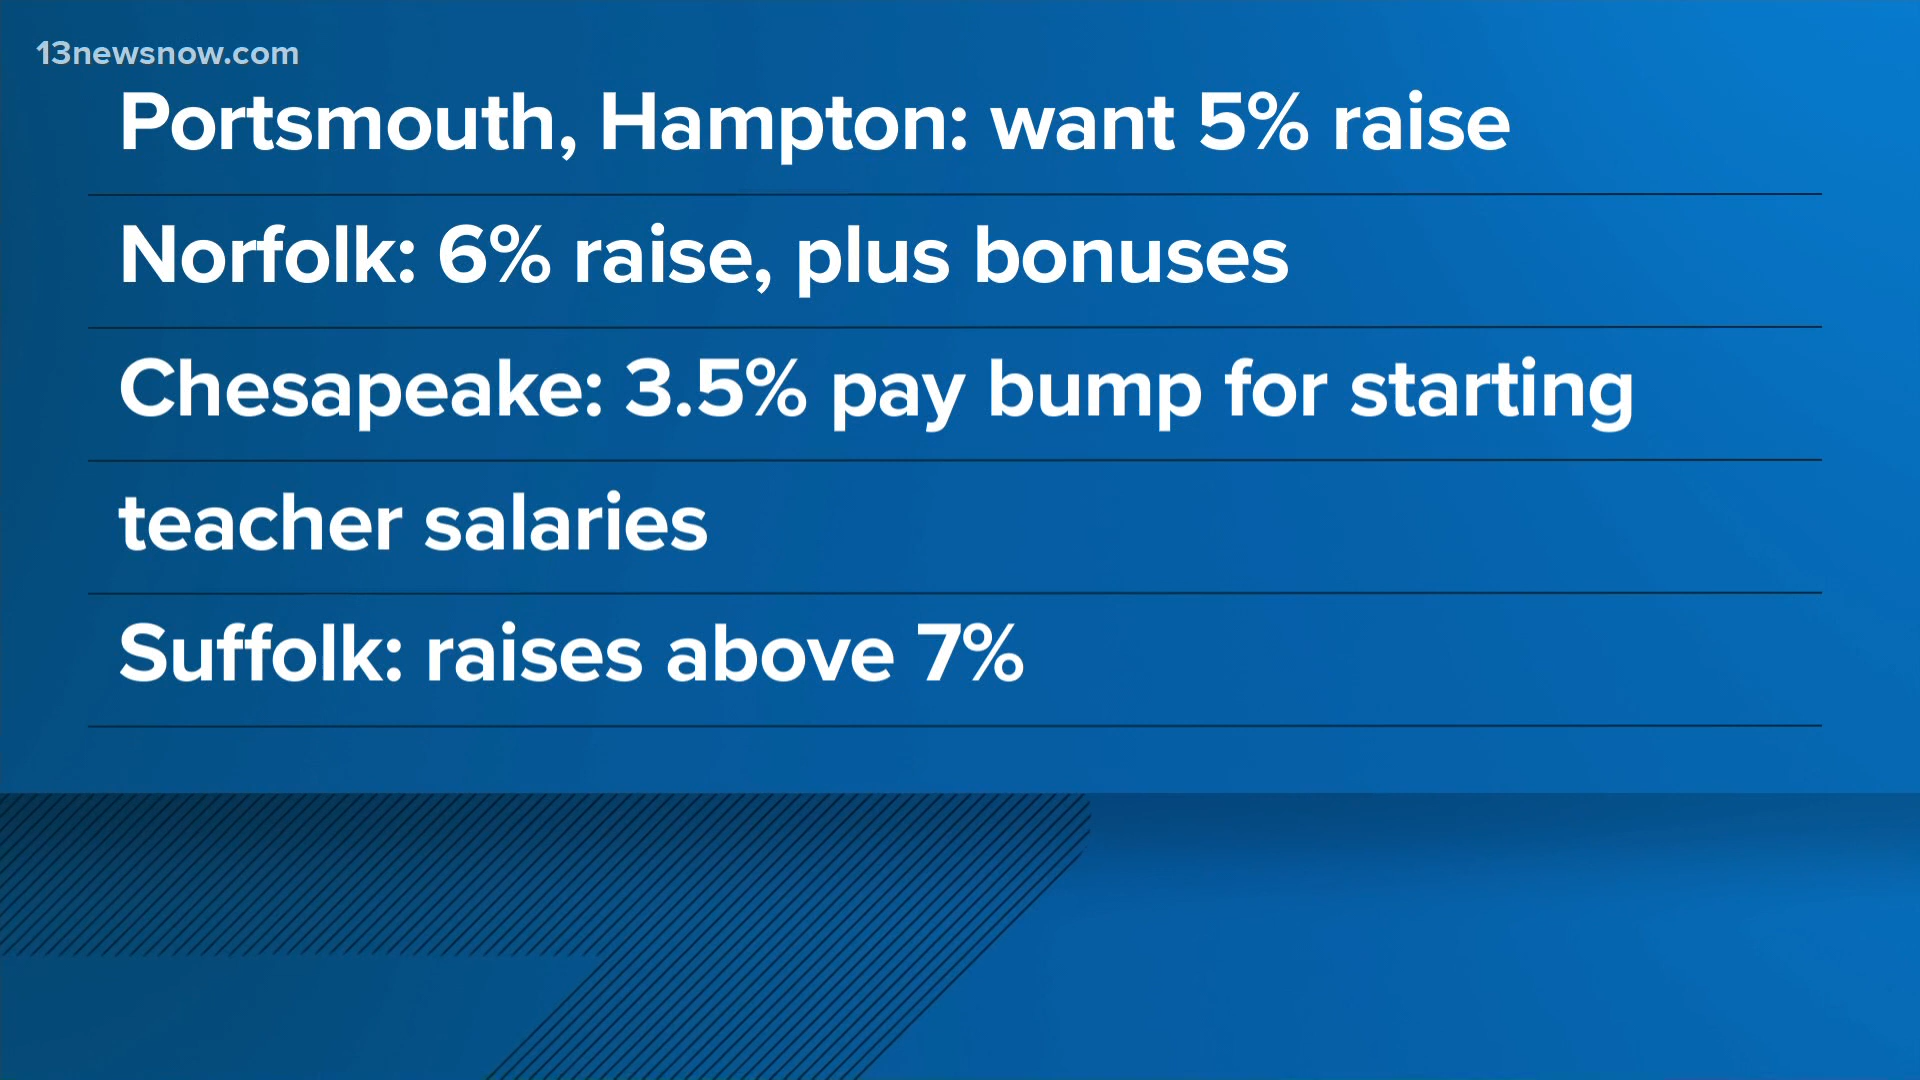 13newsnow.com
Portsmouth, Hampton: want 5% raise
Norfolk: 6% raise, plus bonuses
Chesapeake: 3.5% pay bump for starting
teacher salaries
Suffolk: raises above 7%